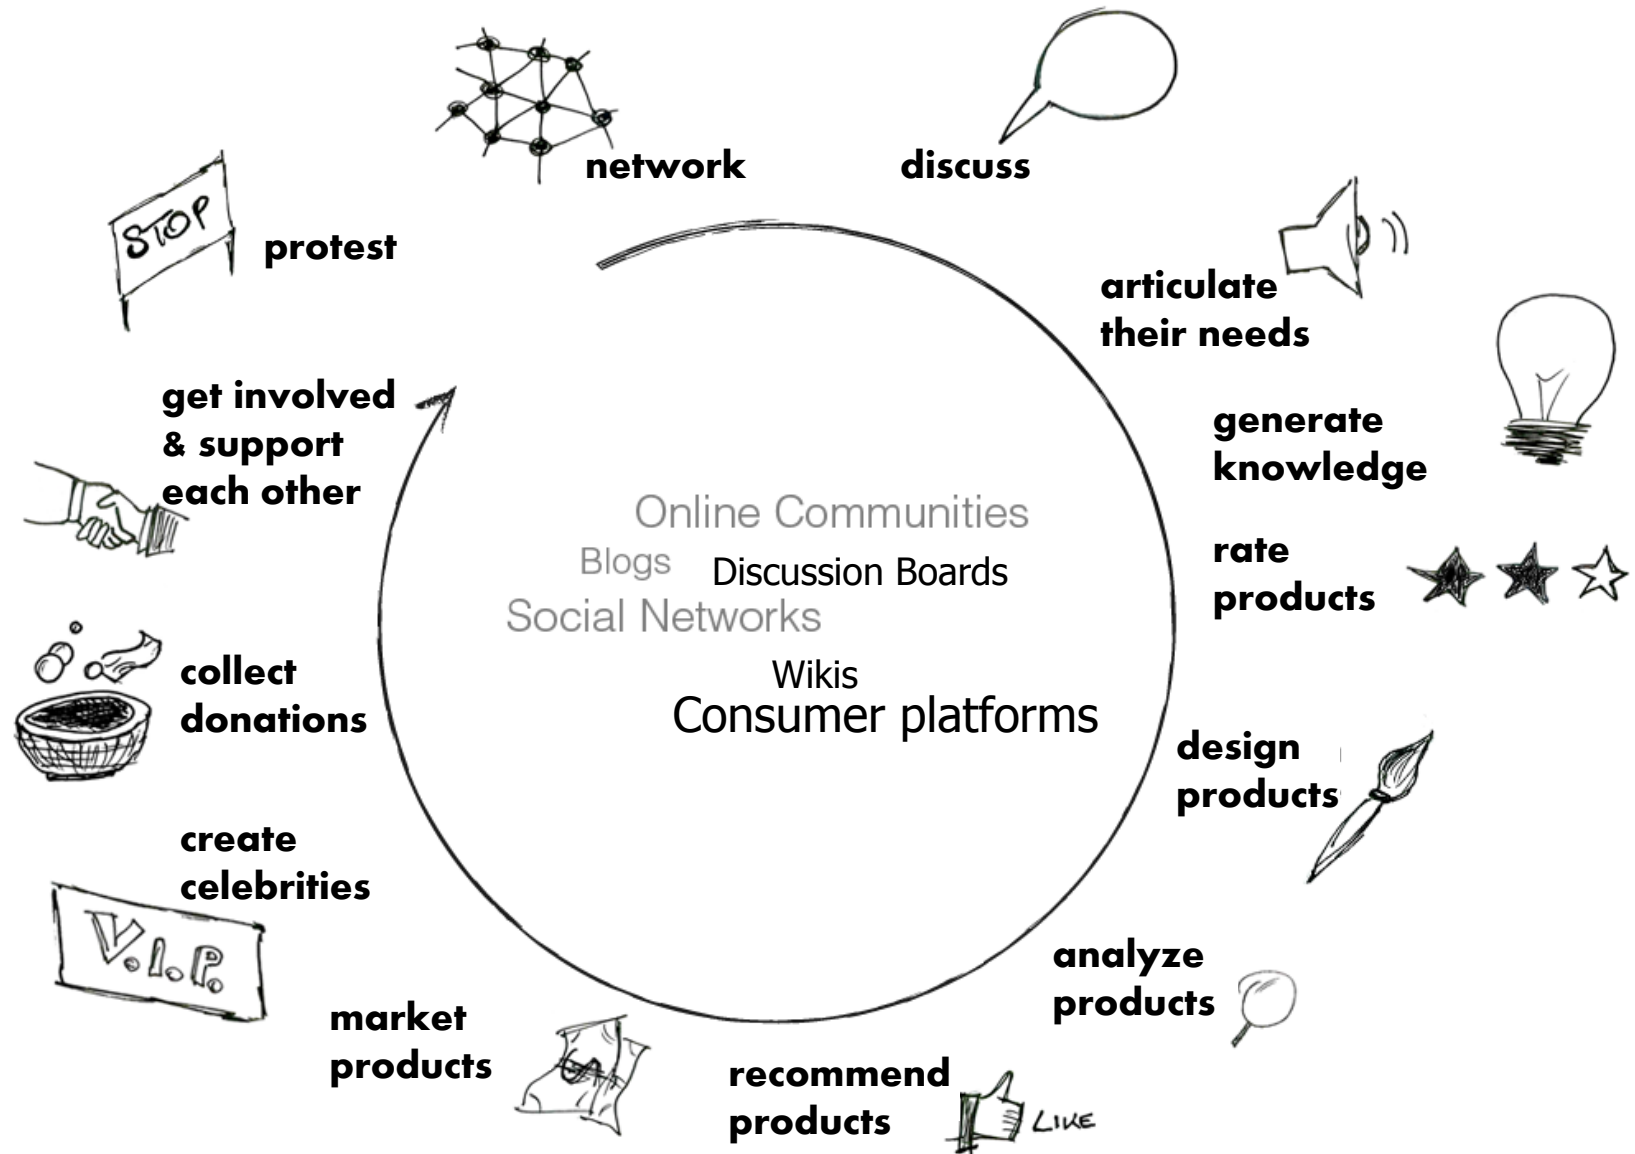 network
discuss
STOP
protest
articulate
their needs
get involved
& support
each other
generate
knowledge
Online Communities
Blogs
Discussion Boards
Social Networks
rate
products
Wikis
Consumer platforms
collect
donations
design
products
create
celebrities
V.I.P.
analyze
products
market
products
recommend
products
LIKE